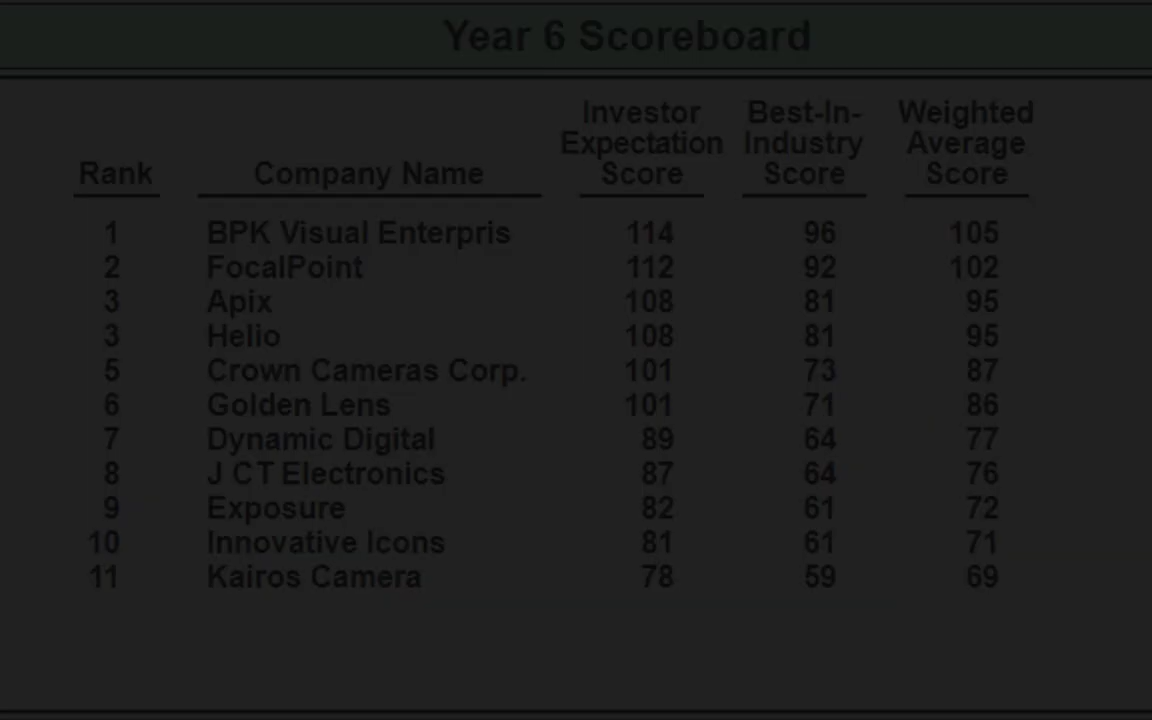 Year 6 Scoreboard
Investor Best-In- Weighted
Expectation Industry Average
Rank Company Name Score Score Score
1 BPK Visual Enterpris 114 96 105
2 FocalPoint 112 92 102
3 Apix 108 81 95
3 Helio 108 81 95
5 Crown Cameras Corp. 101 73 87
6 Golden Lens 101 71 86
7 Dynamic Digital 89 64 77
8 J CT Electronics 87 64 76
9 Exposure 82 61 72
10 Innovative Icons 81 61 71
11 Kairos Camera 78 59 69